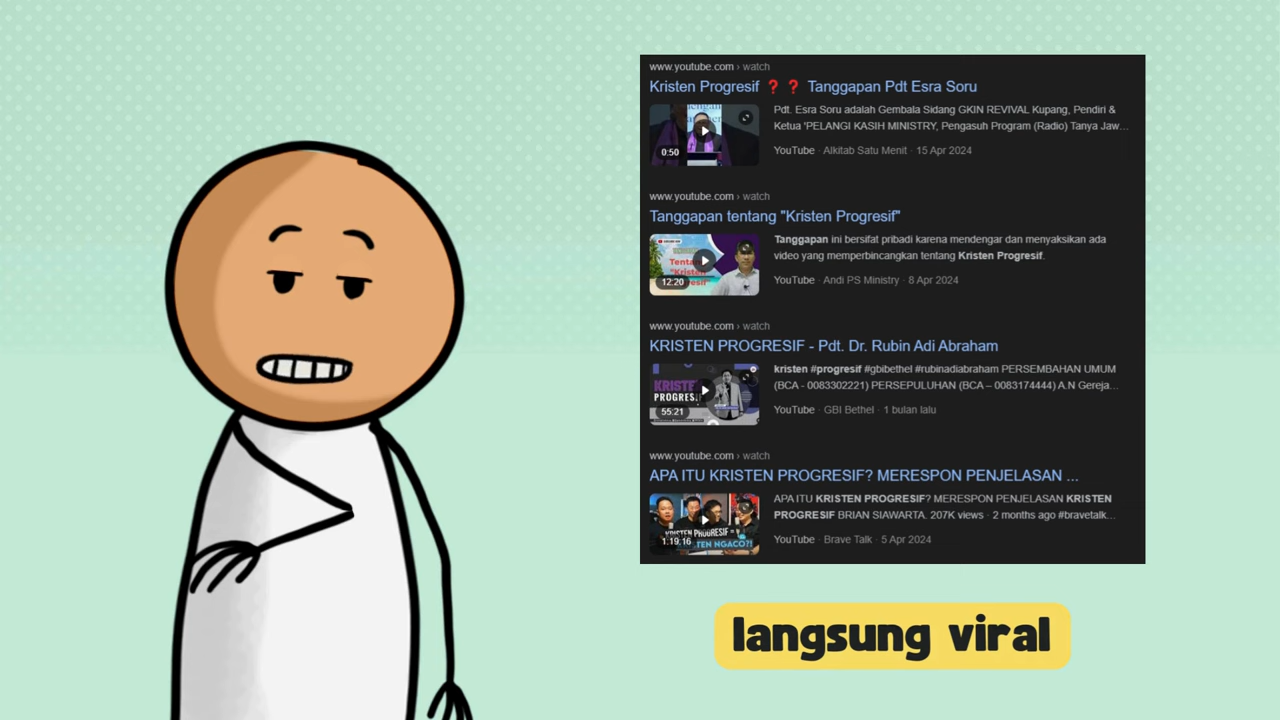 www.youtube.com › watch
Kristen Progresif ❓ ❓ Tanggapan Pdt Esra Soru
Pdt. Esra Soru adalah Gembala Sidang GKIN REVIVAL Kupang, Pendiri &
Ketua 'PELANGI KASIH MINISTRY, Pengasuh Program (Radio) Tanya Jaw...
0:50
YouTube · Alkitab Satu Menit · 15 Apr 2024
www.youtube.com › watch
Tanggapan tentang "Kristen Progresif"
Tanggapan ini bersifat pribadi karena mendengar dan menyaksikan ada
video yang memperbincangkan tentang Kristen Progresif.
12:20
YouTube · Andi PS Ministry · 8 Apr 2024
www.youtube.com › watch
KRISTEN PROGRESIF - Pdt. Dr. Rubin Adi Abraham
kristen #progresif #gbibethel #rubinadiabraham PERSEMBAHAN UMUM
(BCA - 0083302221) PERSEPULUHAN (BCA – 0083174444) A.N Gereja...
KRISTEN
PROGRES
55:21
YouTube · GBI Bethel · 1 bulan lalu
www.youtube.com › watch
APA ITU KRISTEN PROGRESIF? MERESPON PENJELASAN ...
APA ITU KRISTEN PROGRESIF? MERESPON PENJELASAN KRISTEN
PROGRESIF BRIAN SIAWARTA. 207K views · 2 months ago #bravetalk...
1:19:16
YouTube · Brave Talk · 5 Apr 2024
langsung viral